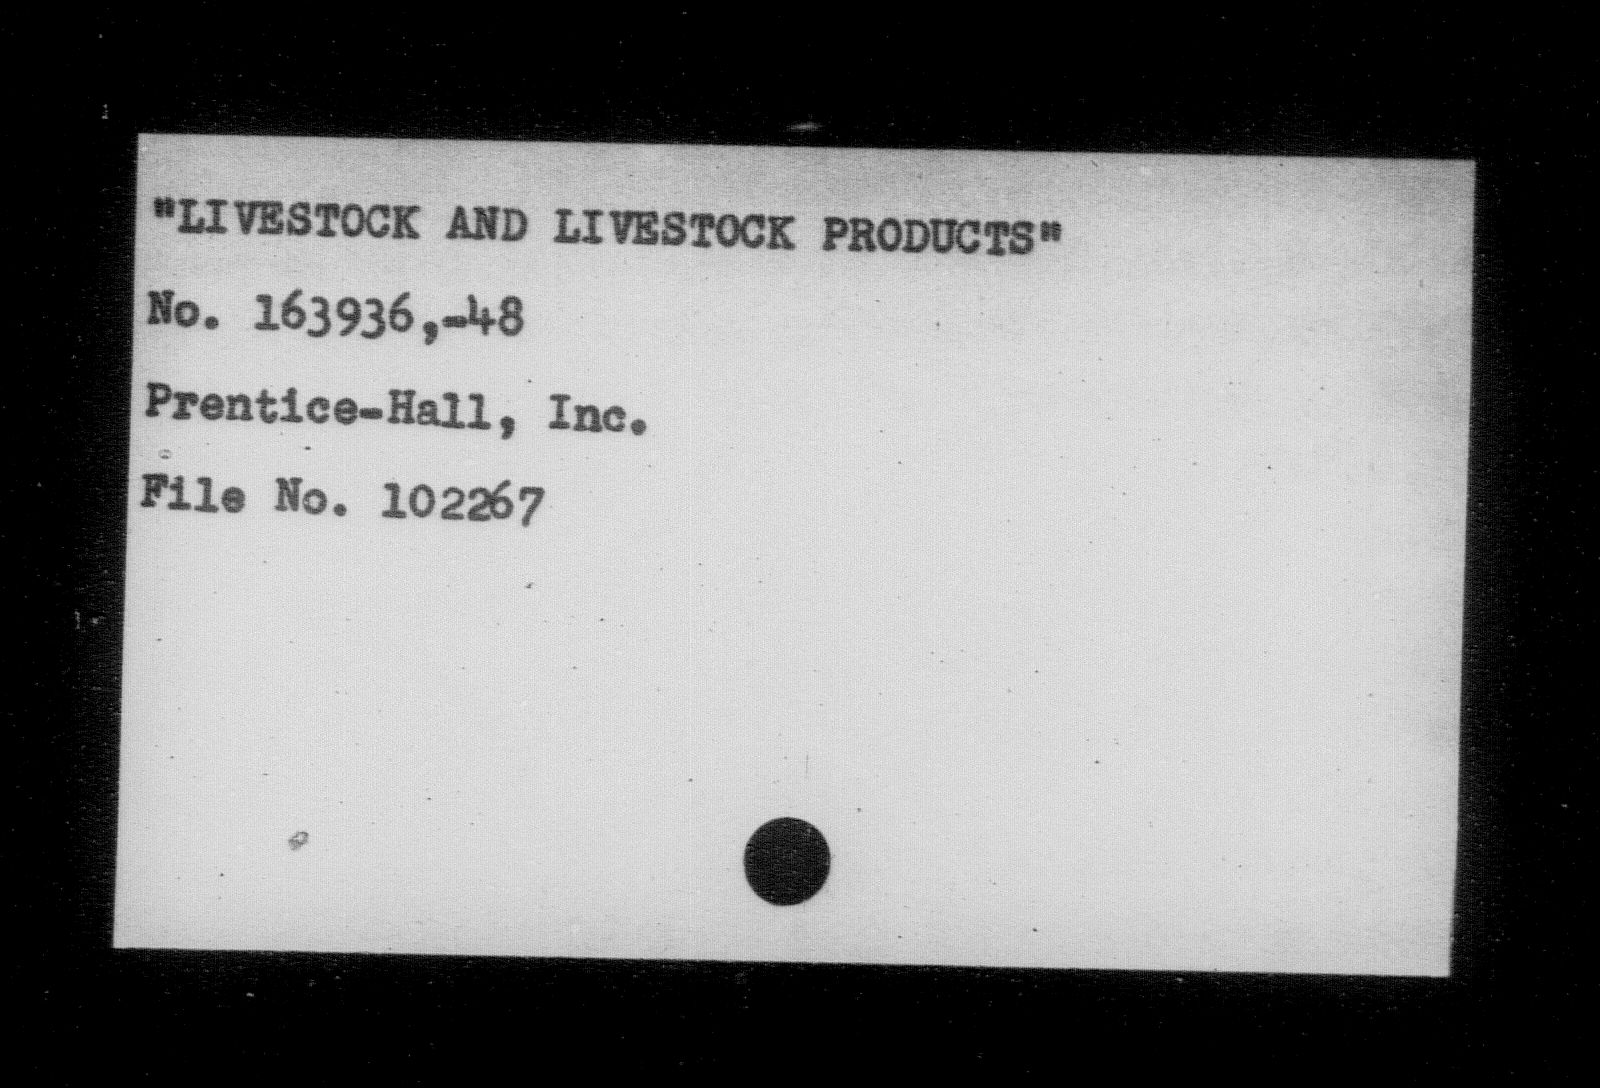 "LIVESTOCK AND LIVESTOCK PRODUCTS"
No. 163936,-48
Prentice-Hall, Inc.
File No. 102267